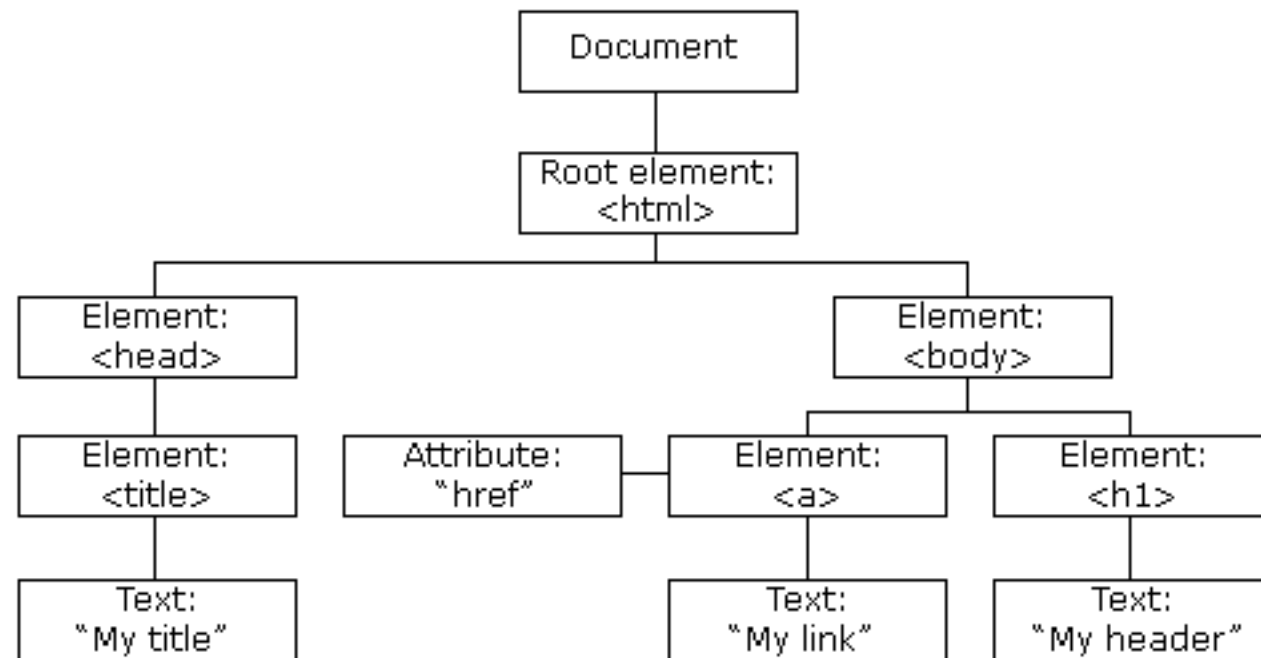 Document
Root element:
<html>
Element:
<head>
Element:
<body>
Element:
<title>
Attribute:
“href”
Element:
<a>
Element:
<h1>
Text:
“My title”
Text:
“My link”
Text:
“My header”